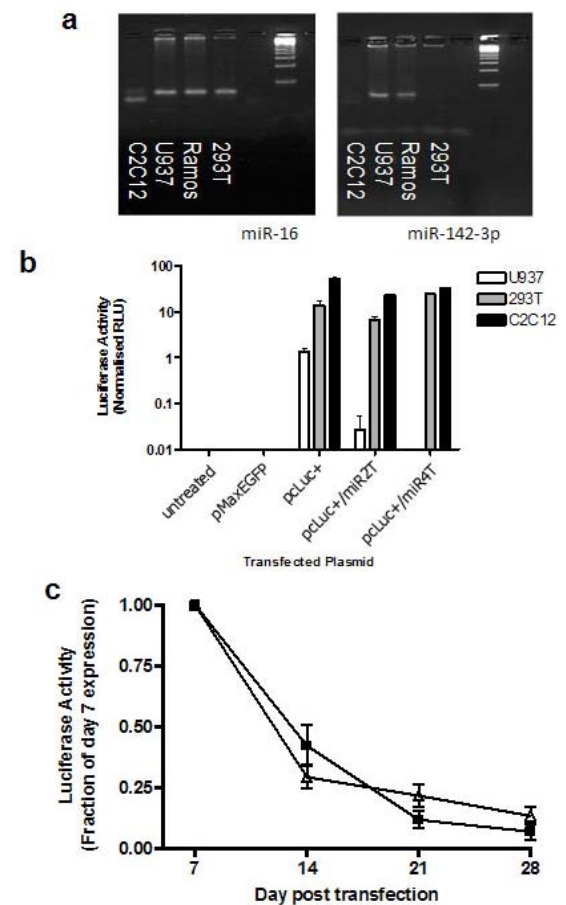 a
C2C12
U937
Ramos
293T
C2C12
U937
Ramos
293T
miR-16
miR-142-3p
b
Luciferase Activity
(Normalised RLU)
100
10
1
0.1
0.01
U937
293T
C2C12
untreated
pMaxEGFP
pcLuc+
pcLuc+/miR2T
pcLuc+/miR4T
Transfected Plasmid
c
Luciferase Activity
(Fraction of day 7 expression)
1.00
0.75
0.50
0.25
0.00
7 14 21 28
Day post transfection